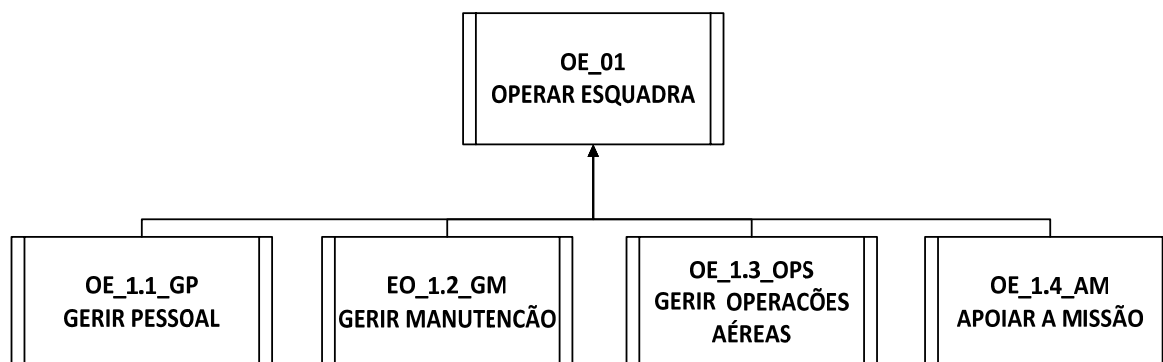 OE_01
OPERAR ESQUADRA
OE_1.1_GP
GERIR PESSOAL
EO_1.2_GM
GERIR MANUTENCÃO
OE_1.3_OPS
GERIR OPERACÕES
AÉREAS
OE_1.4_AM
APOIAR A MISSÃO